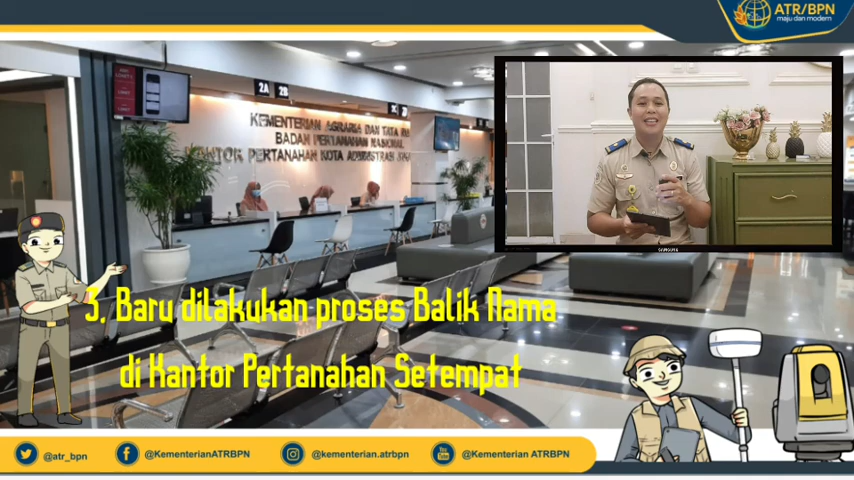 ATR/BPN
maju dan modern
2A
KEMENTERIAN AGRARIA DAN TATA
BADAN PERTANAHAN NASIONAL
KANTOR PERTANAHAN KOTA ADMINISTRASI
SAMSUNG
3. Baru dilakukan proses Balik Nama
di Kantor Pertanahan Setempat
@atr_bpn
@KementerianATRBPN
@kementerian.atrbpn
@Kementerian ATRBPN